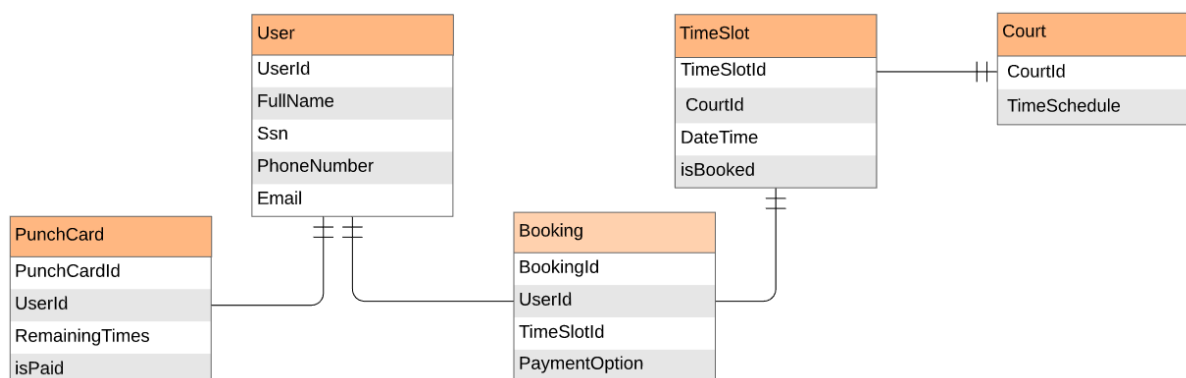 User
UserId
FullName
Ssn
PhoneNumber
Email
TimeSlot
TimeSlotId
CourtId
DateTime
isBooked
Court
CourtId
TimeSchedule
PunchCard
PunchCardId
UserId
RemainingTimes
isPaid
Booking
BookingId
UserId
TimeSlotId
PaymentOption